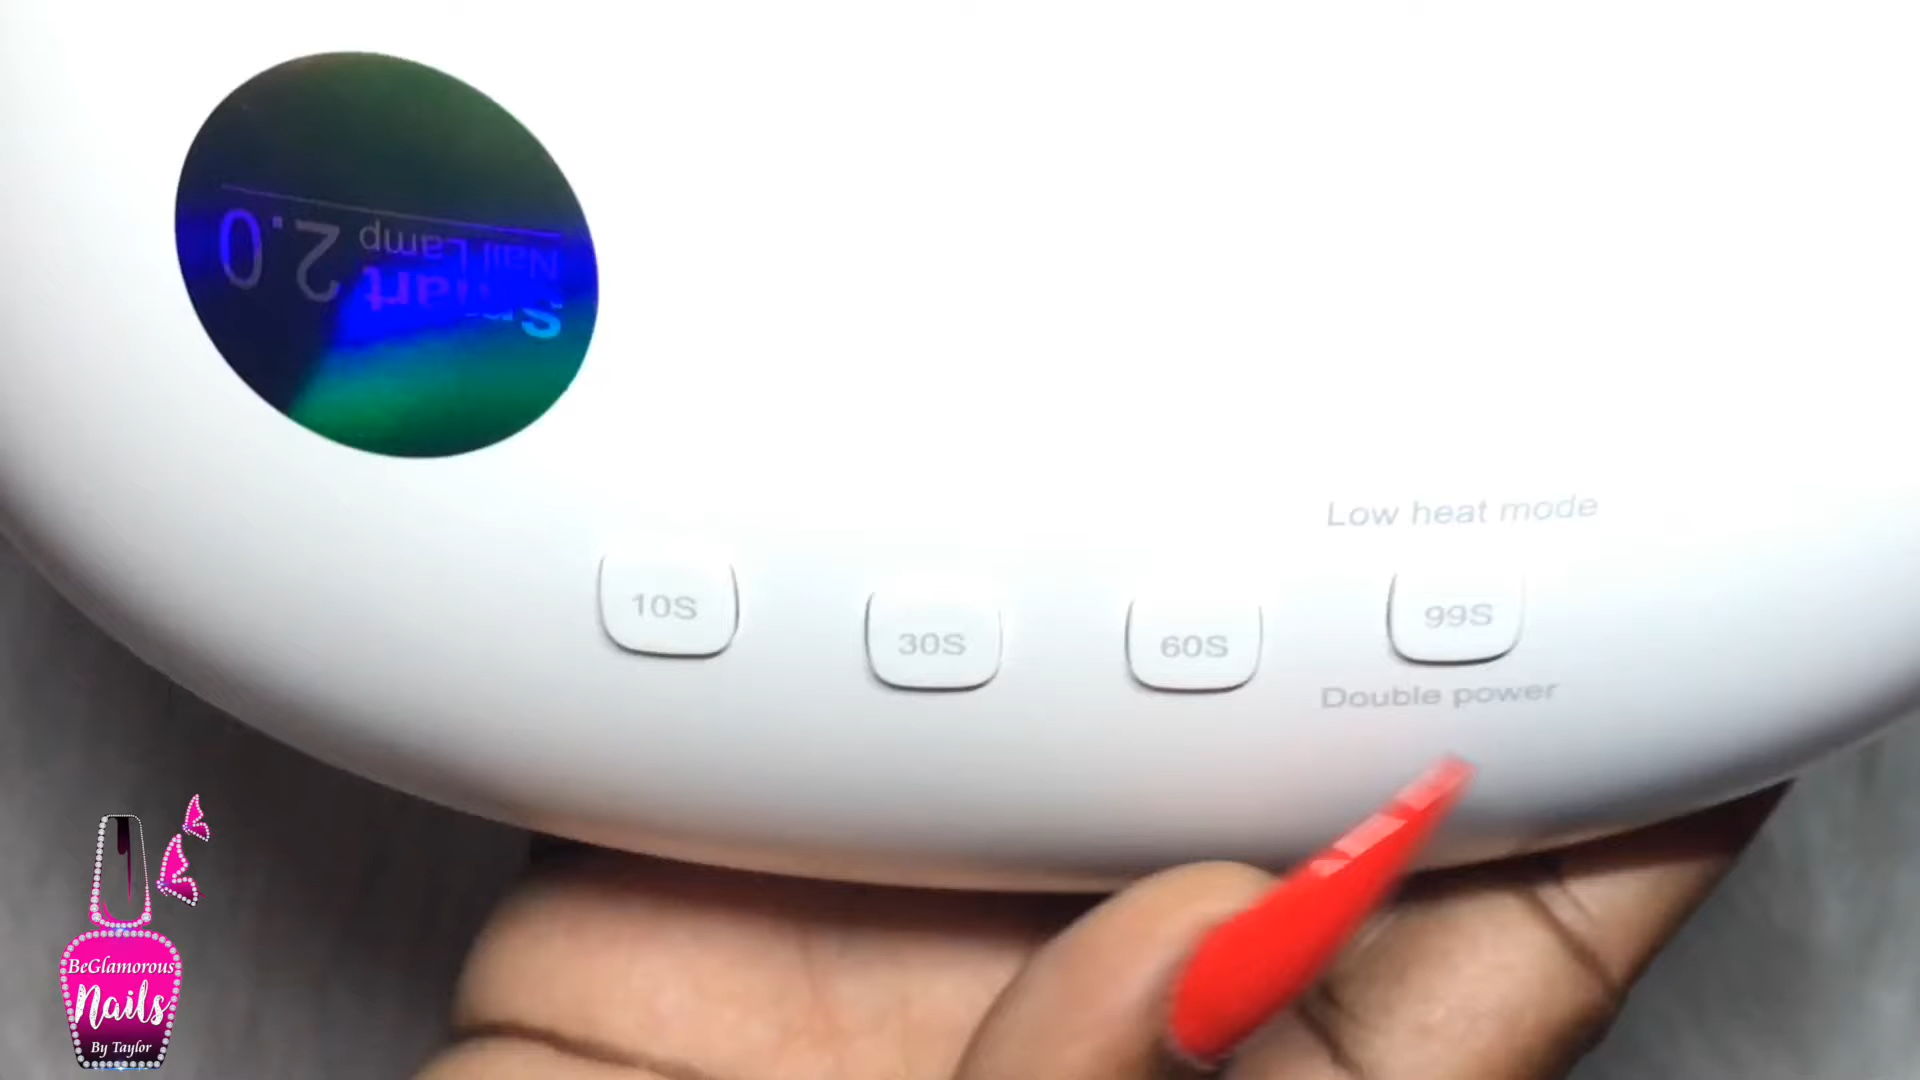 Smart
Nail Lamp
2.0
Low heat mode
10S
30S
60S
99S
Double power
BeGlamorous
Nails
By Taylor